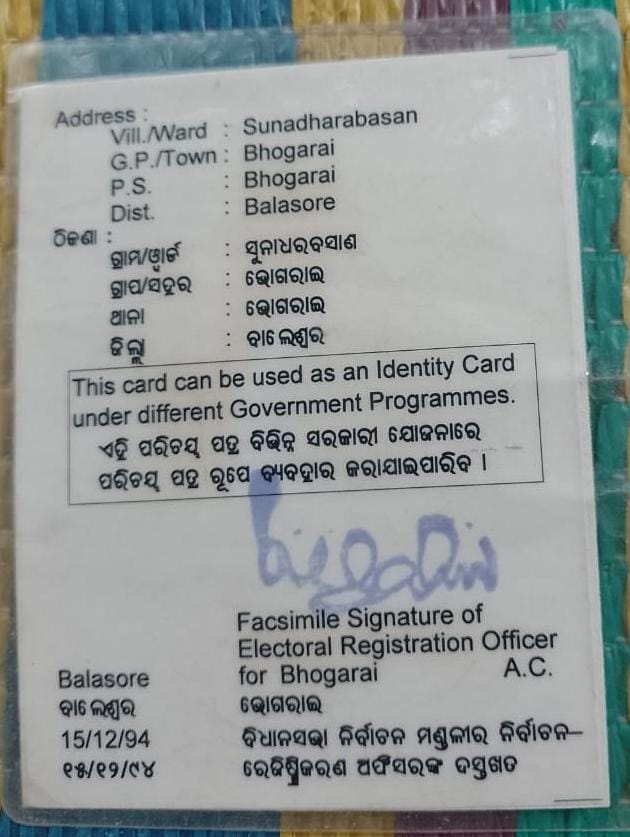 Address :
Vill./Ward : Sunadharabasan
G.P./Town : Bhogarai
P.S. : Bhogarai
Dist. : Balasore
ଠିକଣା :
ଗ୍ରାମ/ୱାର୍ଡ : ସୁନାଧରବସାଣ
ଗ୍ରାପ/ସହର : ଭୋଗରାଇ
ଥାନା : ଭୋଗରାଇ
ଜିଲ୍ଲା : ବାଲେଶ୍ଵର
This card can be used as an Identity Card
under different Government Programmes.
ଏହି ପରିଚୟ ପତ୍ର ବିଭିନ୍ନ ସରକାରୀ ଯୋଜନାରେ
ପରିଚୟ ପତ୍ର ରୂପେ ବ୍ୟବହାର କରାଯାଇପାରିବ ।
Facsimile Signature of
Electoral Registration Officer
for Bhogarai A.C.
Balasore
ବାଲେଶ୍ଵର ଭୋଗରାଇ
15/12/94 ବିଧାନସଭା ନିର୍ବାଚନ ମଣ୍ଡଳୀର ନିର୍ବାଚନ–
୧୫/୧୨/୯୪ ରେଜିଷ୍ଟ୍ରିକରଣ ଅଫିସରଙ୍କ ଦସ୍ତଖତ